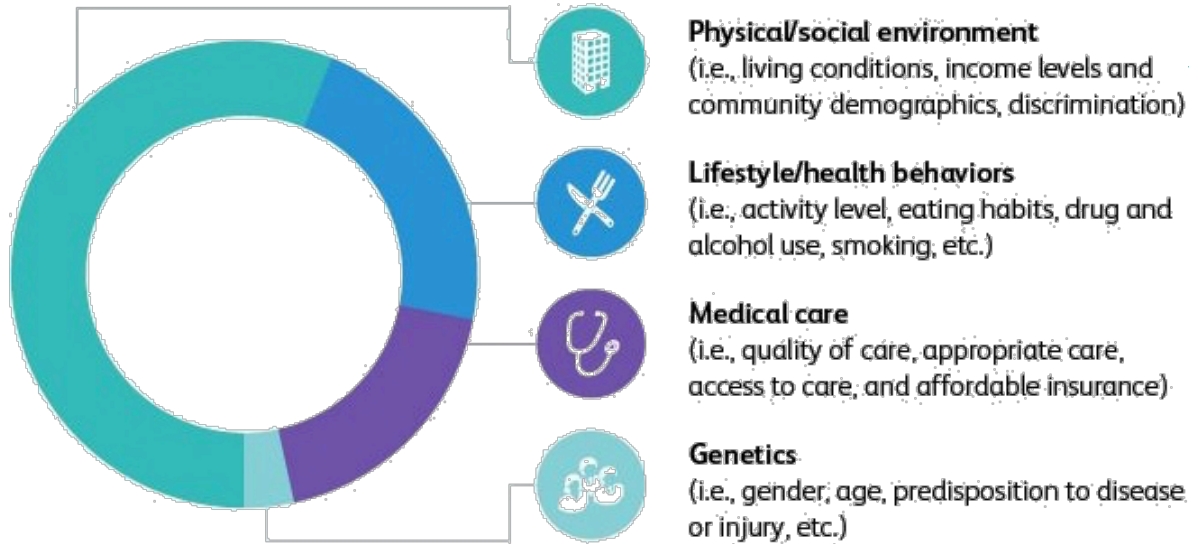 Physical/social environment
(i.e., living conditions, income levels and
community demographics, discrimination)
Lifestyle/health behaviors
(i.e., activity level, eating habits, drug and
alcohol use, smoking, etc.)
Medical care
(i.e., quality of care, appropriate care,
access to care, and affordable insurance)
Genetics
(i.e., gender, age, predisposition to disease
or injury, etc.)